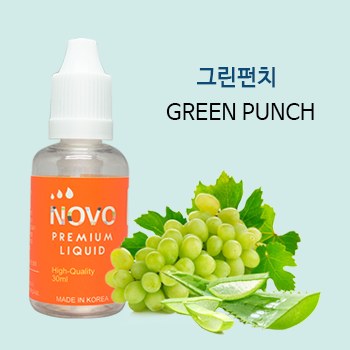 그린펀치
GREEN PUNCH
NOVO
PREMIUM
LIQUID
High-Quality
30ml
MADE IN KOREA